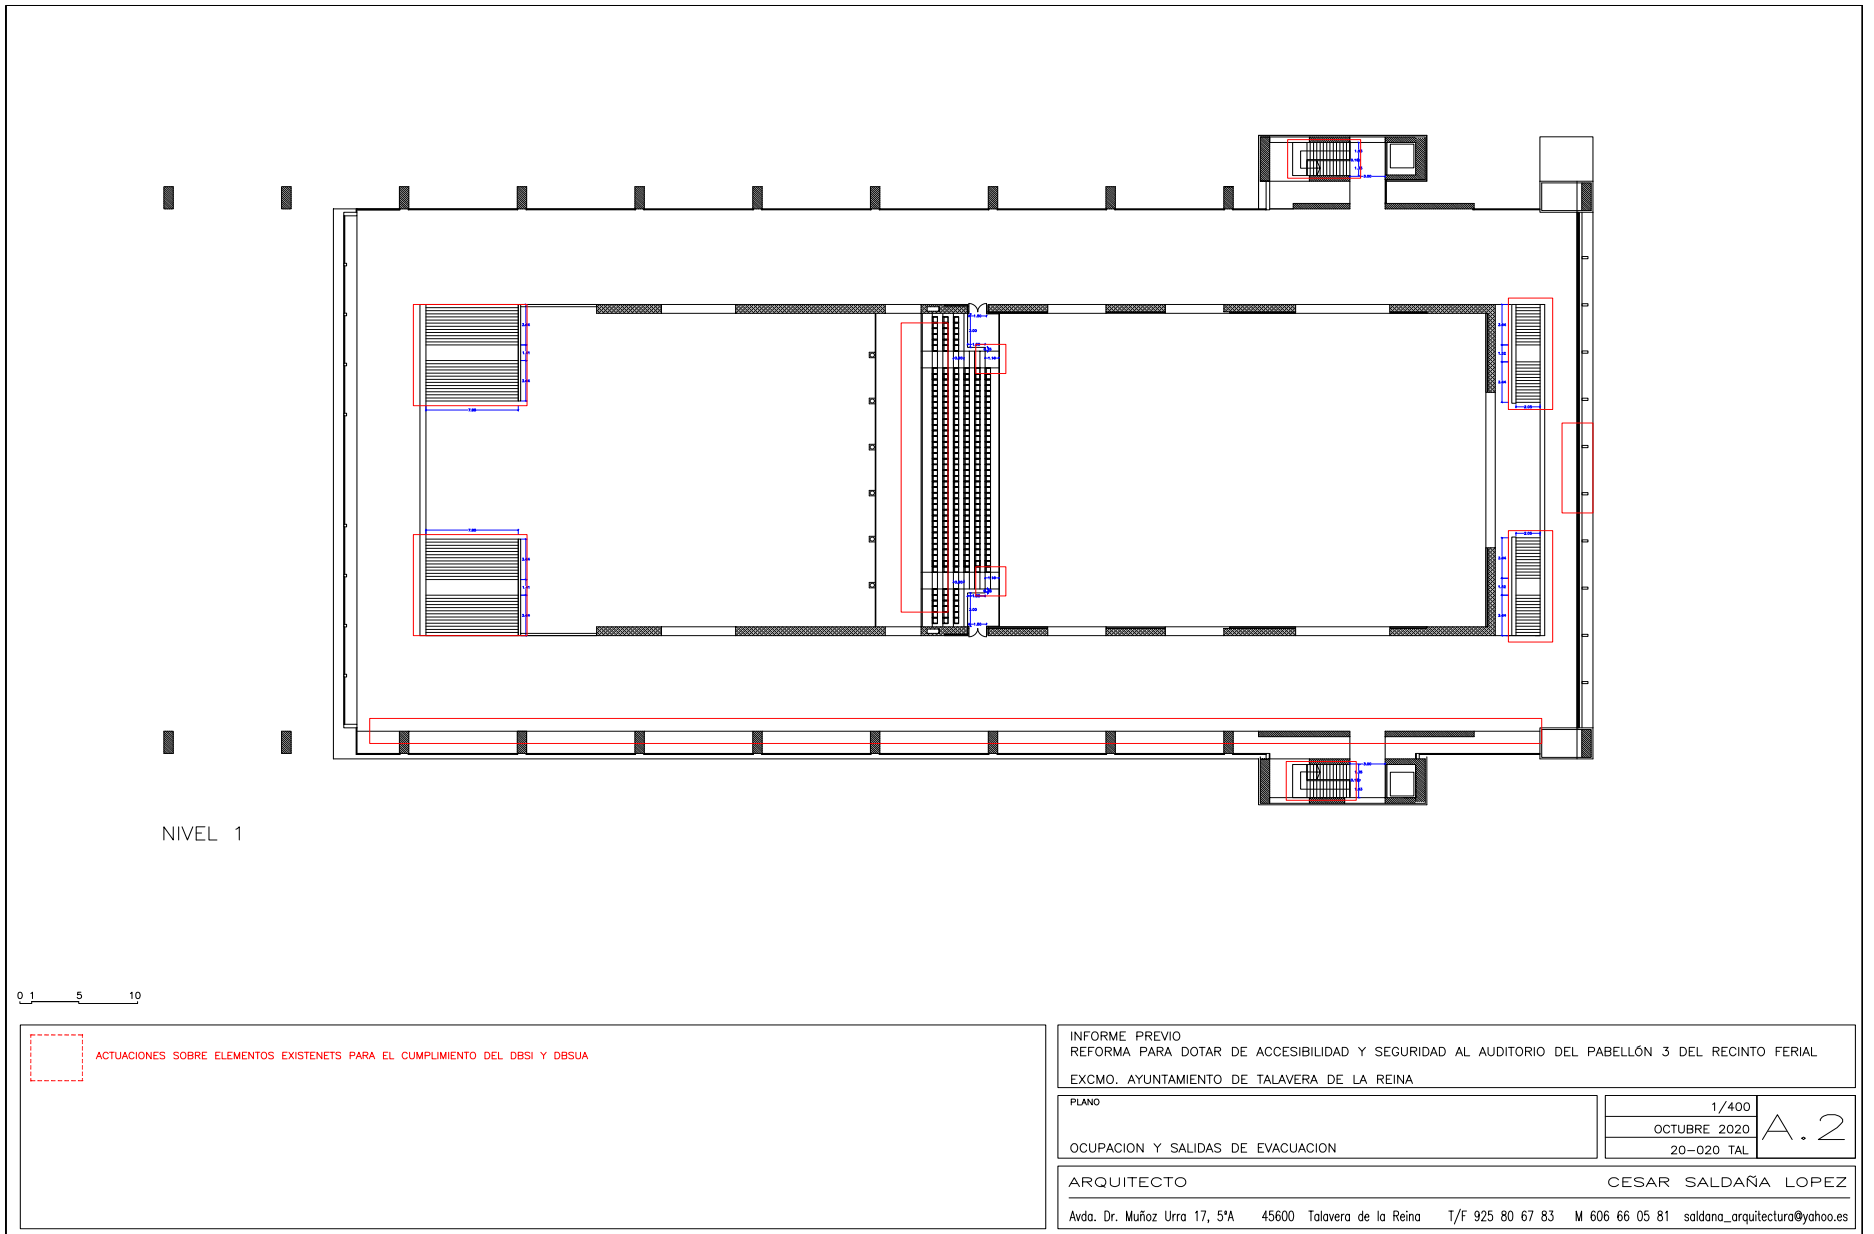 NIVEL 1
0 1 5 10
ACTUACIONES SOBRE ELEMENTOS EXISTENETS PARA EL CUMPLIMIENTO DEL DBSI Y DBSUA
INFORME PREVIO
REFORMA PARA DOTAR DE ACCESIBILIDAD Y SEGURIDAD AL AUDITORIO DEL PABELLÓN 3 DEL RECINTO FERIAL
EXCMO. AYUNTAMIENTO DE TALAVERA DE LA REINA
PLANO
OCUPACION Y SALIDAS DE EVACUACION
1/400
OCTUBRE 2020
20-020 TAL
A.2
ARQUITECTO CESAR SALDAÑA LOPEZ
Avda. Dr. Muñoz Urra 17, 5ªA 45600 Talavera de la Reina T/F 925 80 67 83 M 606 66 05 81 saldana_arquitectura@yahoo.es